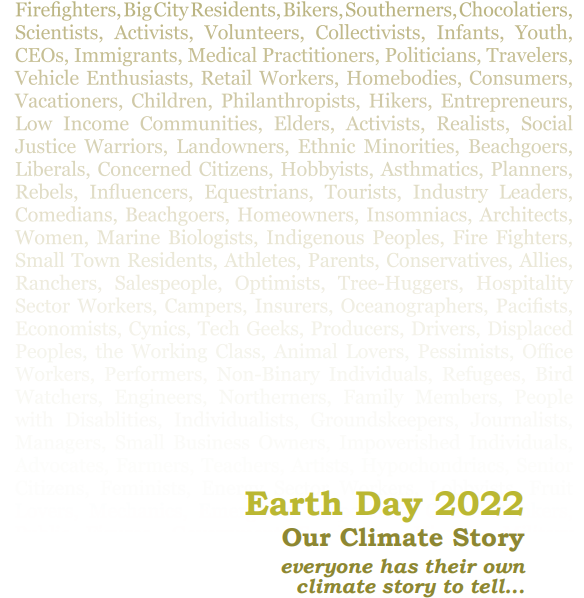 Firefighters, Big City Residents, Bikers, Southerners, Chocolatiers,
Scientists, Activists, Volunteers, Collectivists, Infants, Youth,
CEOs, Immigrants, Medical Practitioners, Politicians, Travelers,
Vehicle Enthusiasts, Retail Workers, Homebodies, Consumers,
Vacationers, Children, Philanthropists, Hikers, Entrepreneurs,
Low Income Communities, Elders, Activists, Realists, Social
Justice Warriors, Landowners, Ethnic Minorities, Beachgoers,
Liberals, Concerned Citizens, Hobbyists, Asthmatics, Planners,
Rebels, Influencers, Equestrians, Tourists, Industry Leaders,
Comedians, Beachgoers, Homeowners, Insomniacs, Architects,
Women, Marine Biologists, Indigenous Peoples, Fire Fighters,
Small Town Residents, Athletes, Parents, Conservatives, Allies,
Ranchers, Salespeople, Optimists, Tree-Huggers, Hospitality
Sector Workers, Campers, Insurers, Oceanographers, Pacifists,
Economists, Cynics, Tech Geeks, Producers, Drivers, Displaced
Peoples, the Working Class, Animal Lovers, Pessimists, Office
Workers, Performers, Non-Binary Individuals, Refugees, Bird
Watchers, Engineers, Northerners, Family Members, People
with Disablities, Individualists, Groundskeepers, Journalists,
Managers, Small Business Owners, Impoverished Individuals,
Earth Day 2022
Our Climate Story
everyone has their own
climate story to tell...